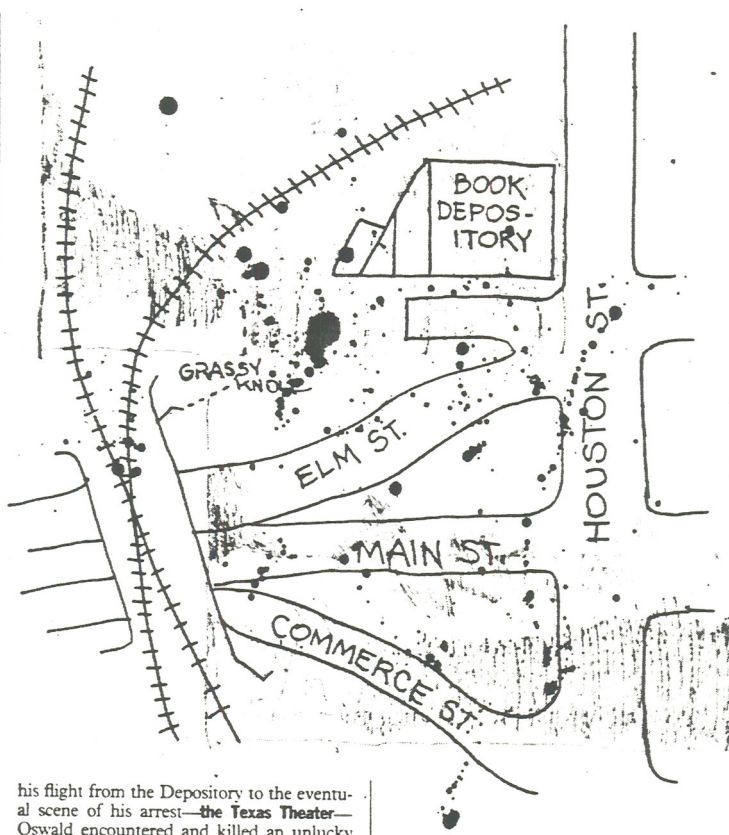 BOOK
DEPOS-
ITORY
HOUSTON ST.
GRASSY
KNOLL
ELM ST.
MAIN ST.
COMMERCE ST.
his flight from the Depository to the eventu-
al scene of his arrest—the Texas Theater—
Oswald encountered and killed an unlucky